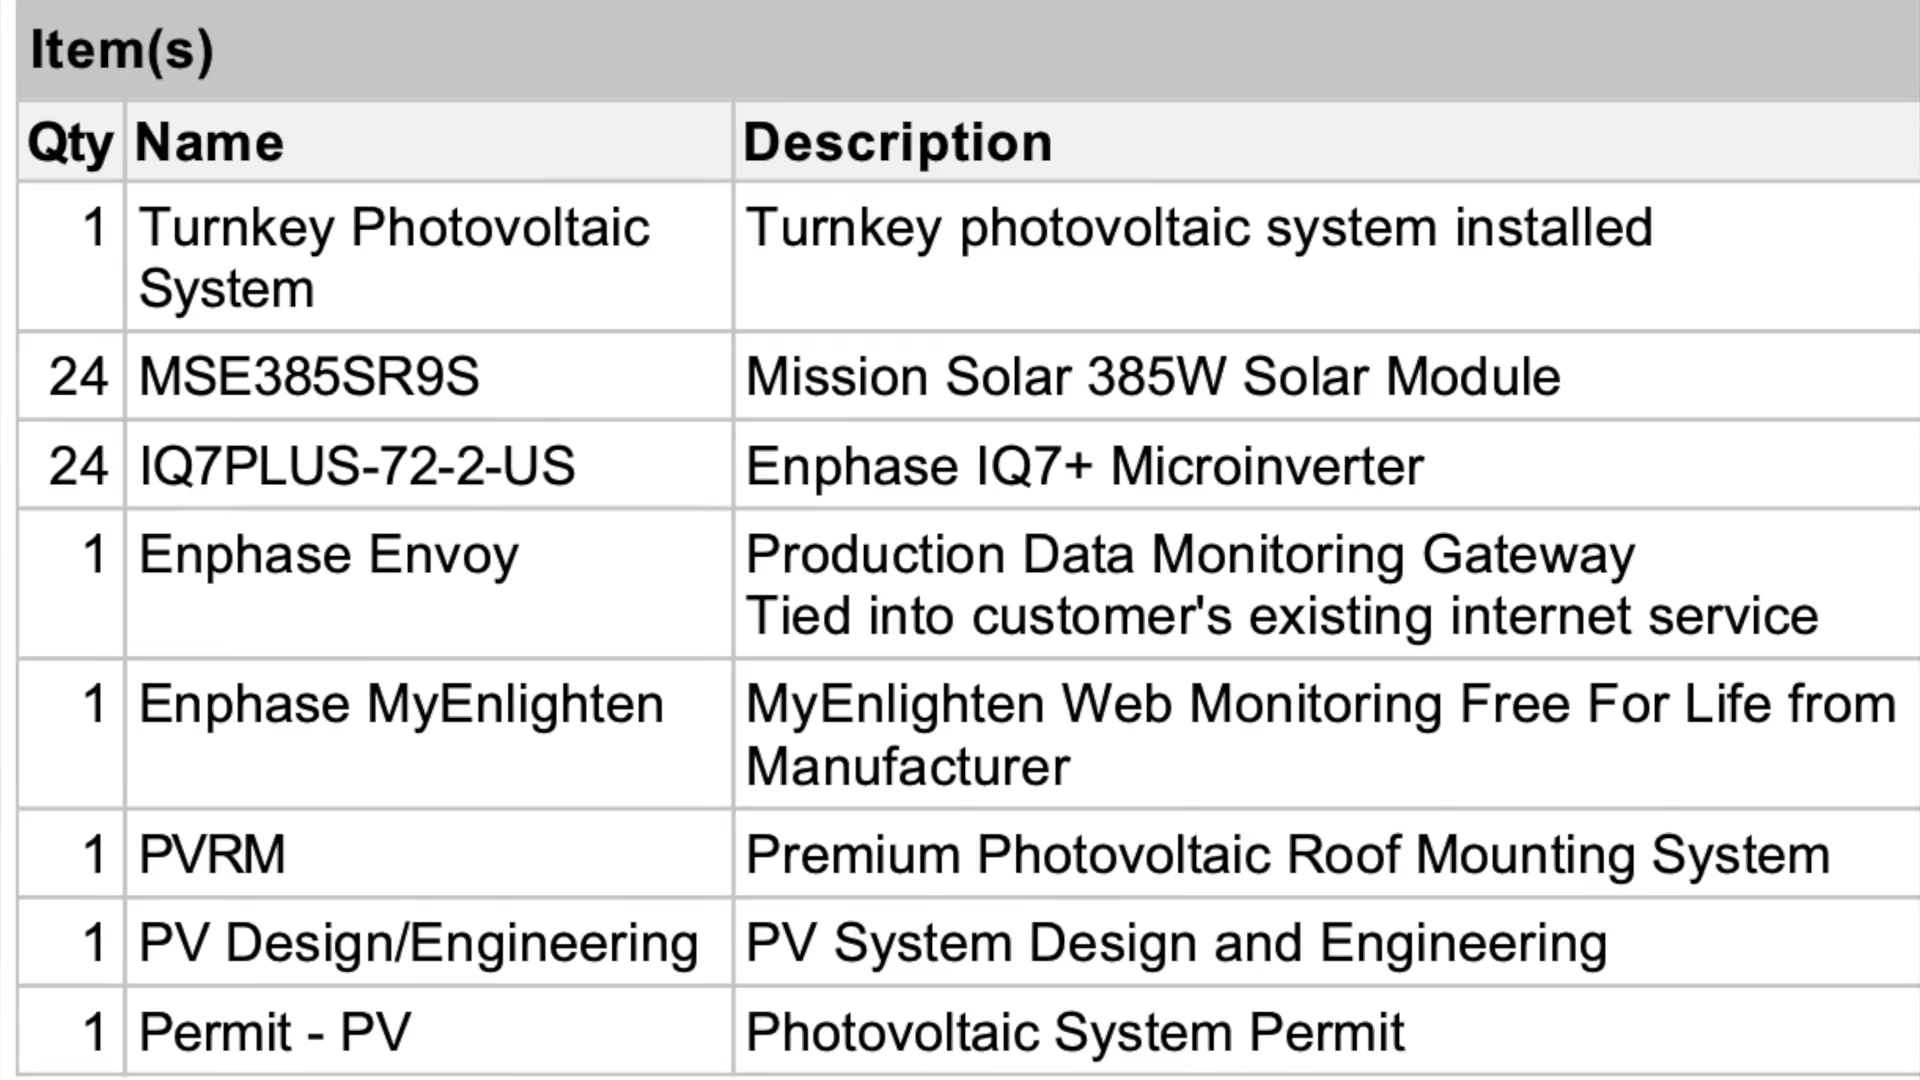 Item(s)
Qty Name Description
1 Turnkey Photovoltaic System Turnkey photovoltaic system installed
24 MSE385SR9S Mission Solar 385W Solar Module
24 IQ7PLUS-72-2-US Enphase IQ7+ Microinverter
1 Enphase Envoy Production Data Monitoring Gateway
Tied into customer's existing internet service
1 Enphase MyEnlighten MyEnlighten Web Monitoring Free For Life from
Manufacturer
1 PVRM Premium Photovoltaic Roof Mounting System
1 PV Design/Engineering PV System Design and Engineering
1 Permit - PV Photovoltaic System Permit